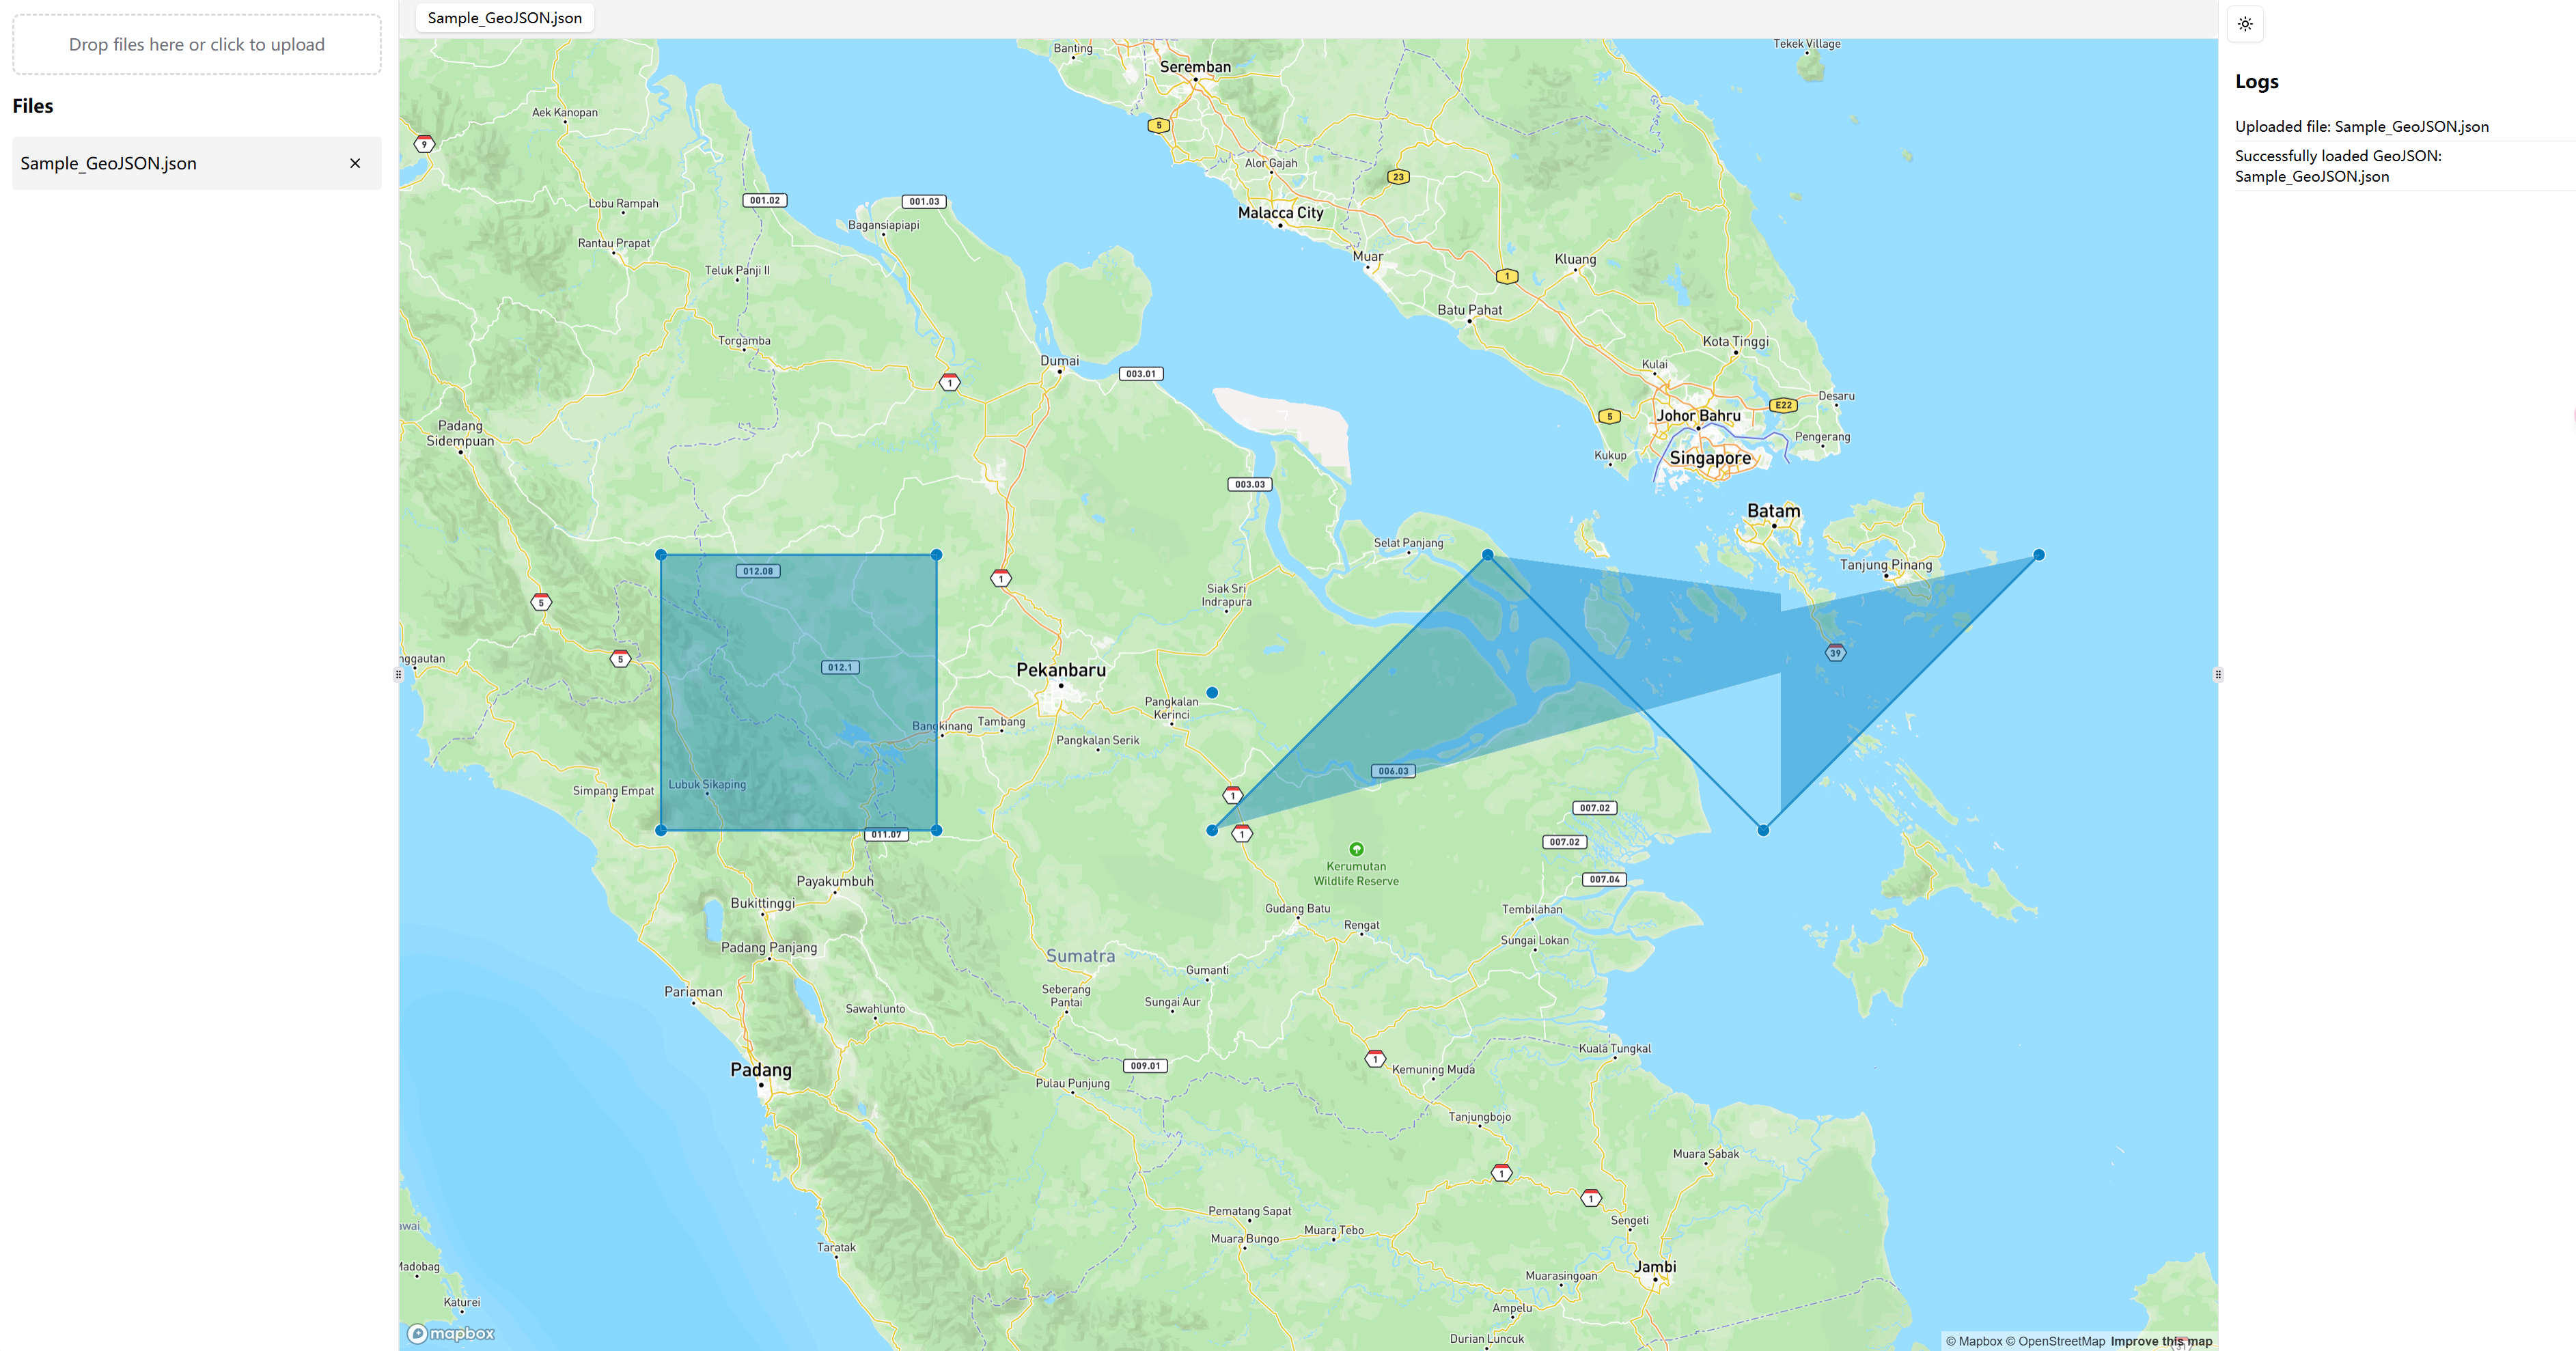 Drop files here or click to upload
Files
Sample_GeoJSON.json
Sample_GeoJSON.json
Banting
Seremban
Tekek Village
Aek Kanopan
5
9
Alor Gajah
23
001.02
001.03
Lobu Rampah
Malacca City
Bagansiapiapi
Rantau Prapat
Muar
Kluang
Teluk Panji II
1
Batu Pahat
Torgamba
Kota Tinggi
Dumai
Kulai
003.01
1
Desaru
E22
5
Johor Bahru
Padang
Sidempuan
Pengerang
Kukup
Singapore
003.03
Batam
Selat Panjang
012.08
1
Tanjung Pinang
Siak Sri
Indrapura
5
39
nggautan
5
012.1
Pekanbaru
Pangkalan
Kerinci
Bangkinang
Tambang
Pangkalan Serik
006.03
Lubuk Sikaping
Simpang Empat
1
007.02
011.07
1
007.02
Kerumutan
Wildlife Reserve
007.04
Payakumbuh
Bukittinggi
Gudang Batu
Tembilahan
Rengat
Padang Panjang
Sungai Lokan
Sumatra
Gumanti
Pariaman
Seberang
Pantai
Sungai Aur
Sawahlunto
Kuala Tungkal
1
009.01
Padang
Kemuning Muda
Pulau Punjung
Tanjungbojo
Muara Sabak
1
1
Pematang Sapat
Sengeti
awai
Muara Tebo
Muara Bungo
Taratak
Madobag
Jambi
Muarasingoan
Katurei
Ampelu
mapbox
Durian Luncuk
© Mapbox © OpenStreetMap Improve this map
Logs
Uploaded file: Sample_GeoJSON.json
Successfully loaded GeoJSON:
Sample_GeoJSON.json